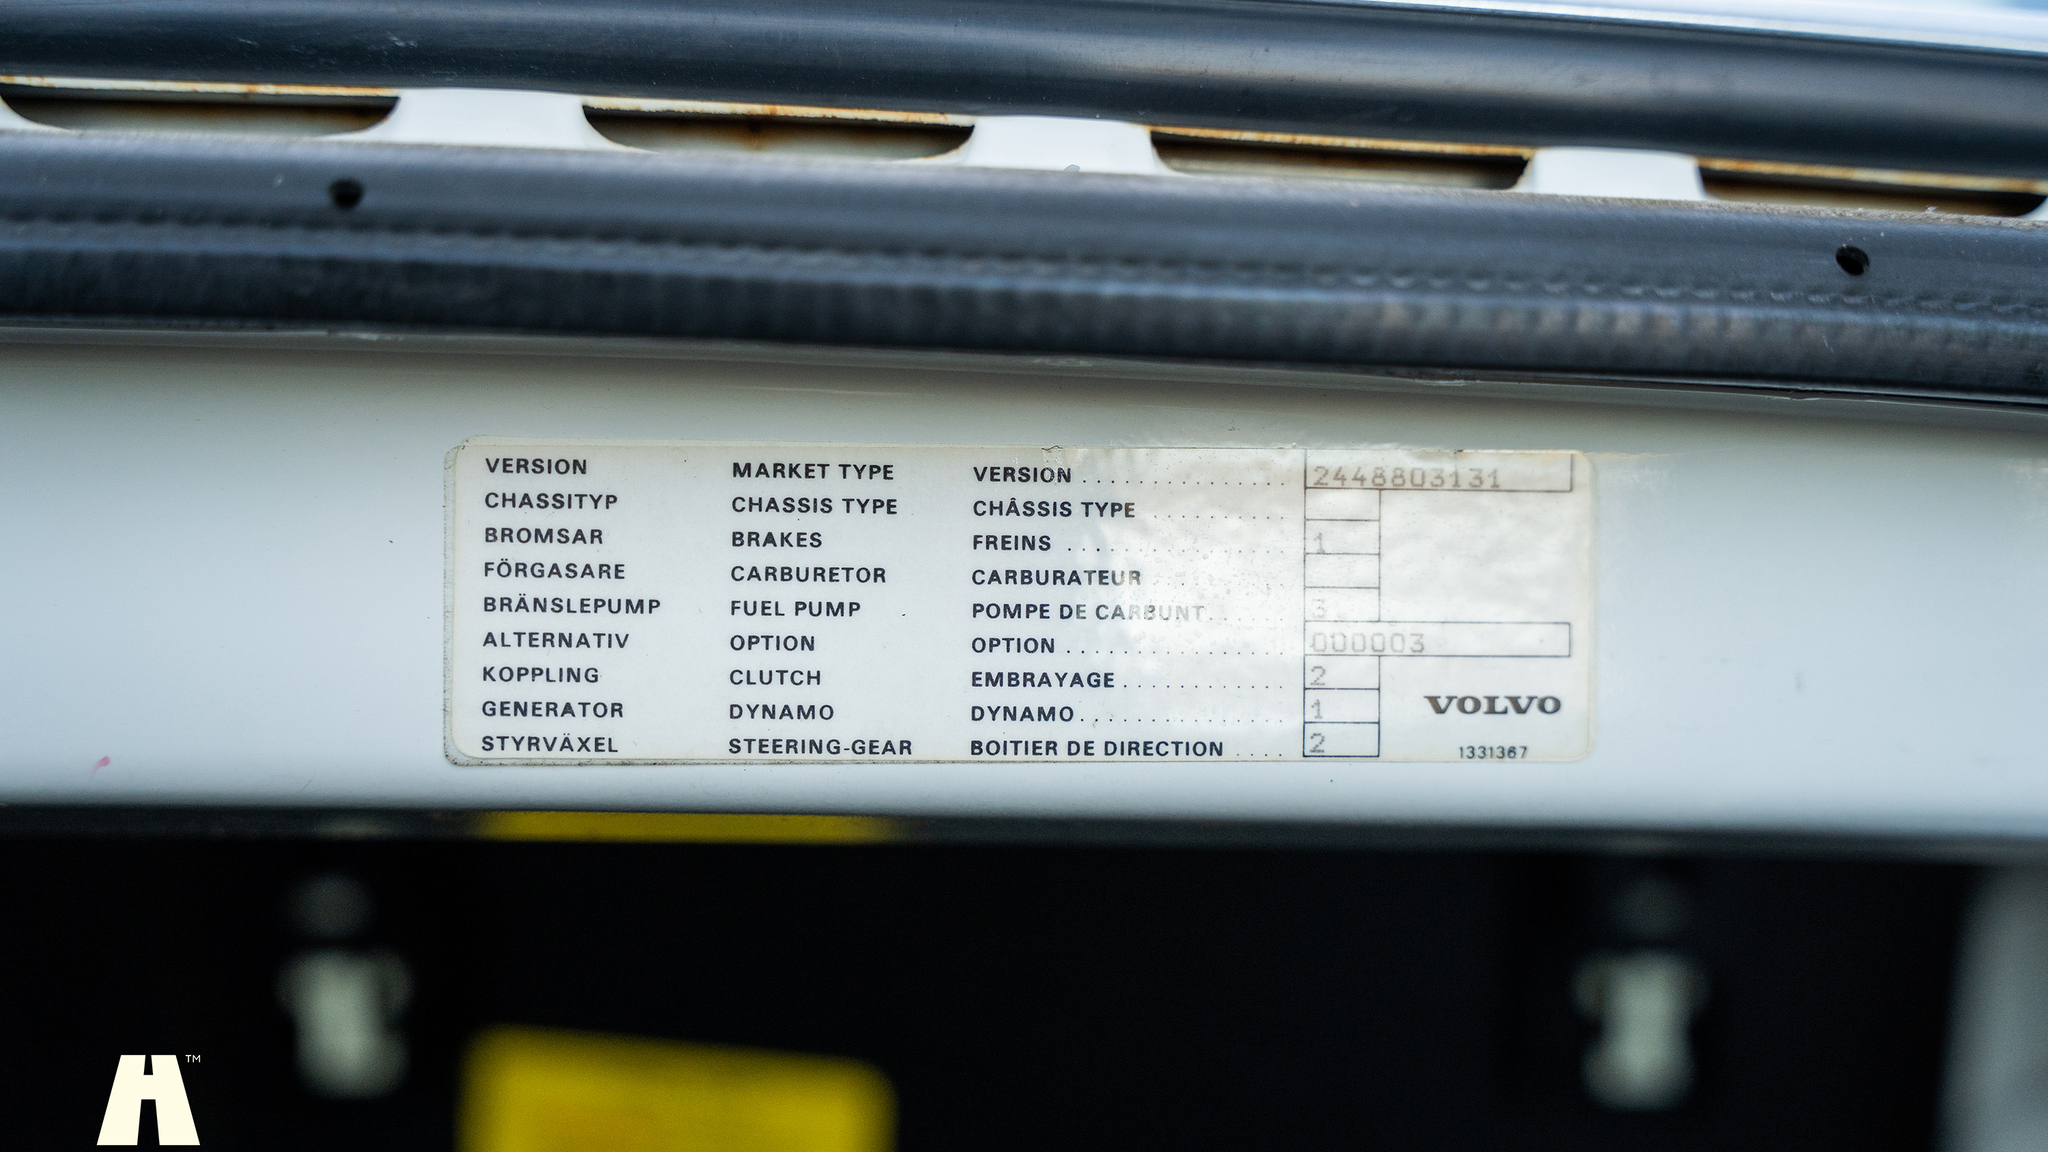 VERSION MARKET TYPE VERSION .................. 2448803131
CHASSITYP CHASSIS TYPE CHÂSSIS TYPE ..............
BROMSAR BRAKES FREINS ................... 1
FÖRGASARE CARBURETOR CARBURATEUR ..............
BRÄNSLEPUMP FUEL PUMP POMPE DE CARBUNT ....... 3
ALTERNATIV OPTION OPTION ................... 000003
KOPPLING CLUTCH EMBRAYAGE ............... 2
GENERATOR DYNAMO DYNAMO .................. 1
VOLVO
STYRVÄXEL STEERING-GEAR BOITIER DE DIRECTION .... 2
1331367
H™